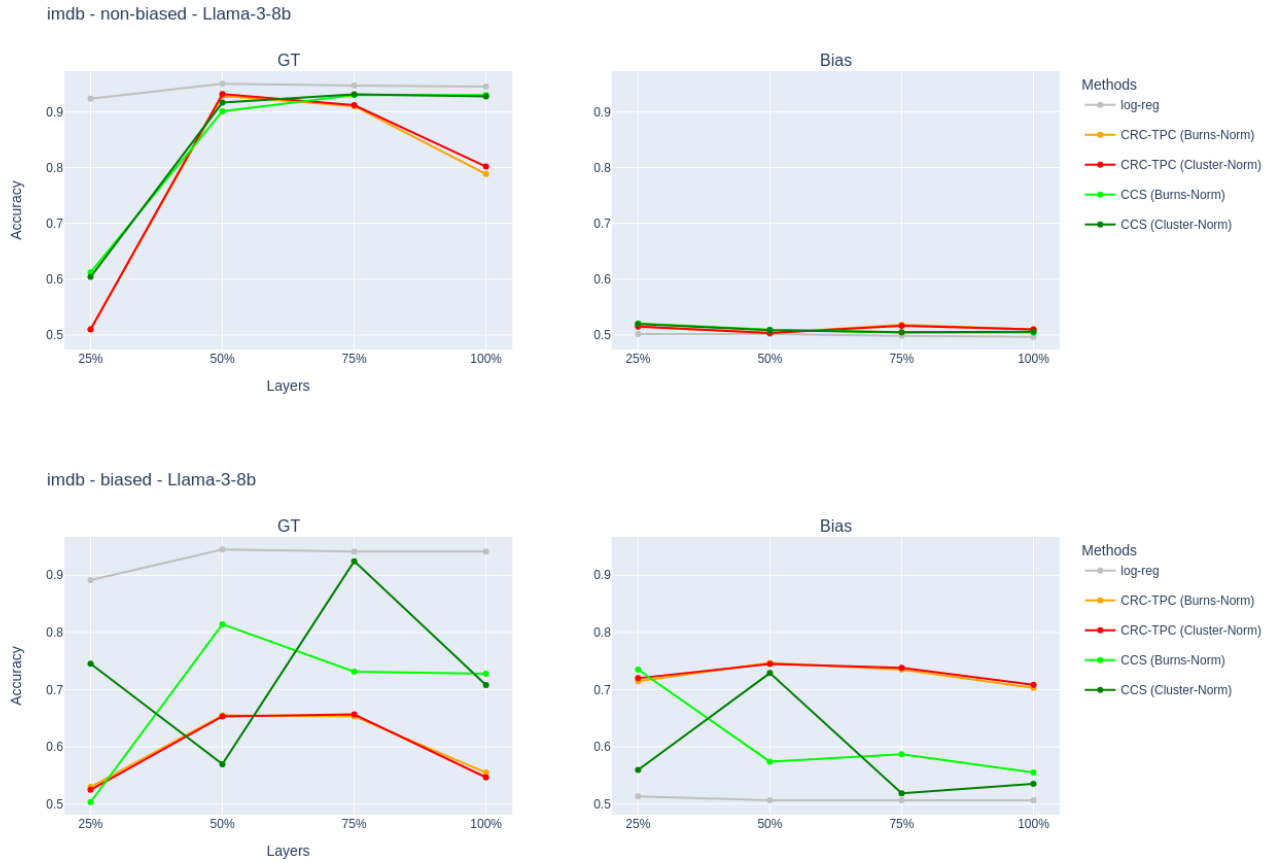 imdb - non-biased - Llama-3-8b
GT
Bias
Accuracy
0.9
0.8
0.7
0.6
0.5
25%
50%
75%
100%
Layers
0.9
0.8
0.7
0.6
0.5
25%
50%
75%
100%
Methods
log-reg
CRC-TPC (Burns-Norm)
CRC-TPC (Cluster-Norm)
CCS (Burns-Norm)
CCS (Cluster-Norm)
imdb - biased - Llama-3-8b
GT
Bias
Accuracy
0.9
0.8
0.7
0.6
0.5
25%
50%
75%
100%
Layers
0.9
0.8
0.7
0.6
0.5
25%
50%
75%
100%
Methods
log-reg
CRC-TPC (Burns-Norm)
CRC-TPC (Cluster-Norm)
CCS (Burns-Norm)
CCS (Cluster-Norm)